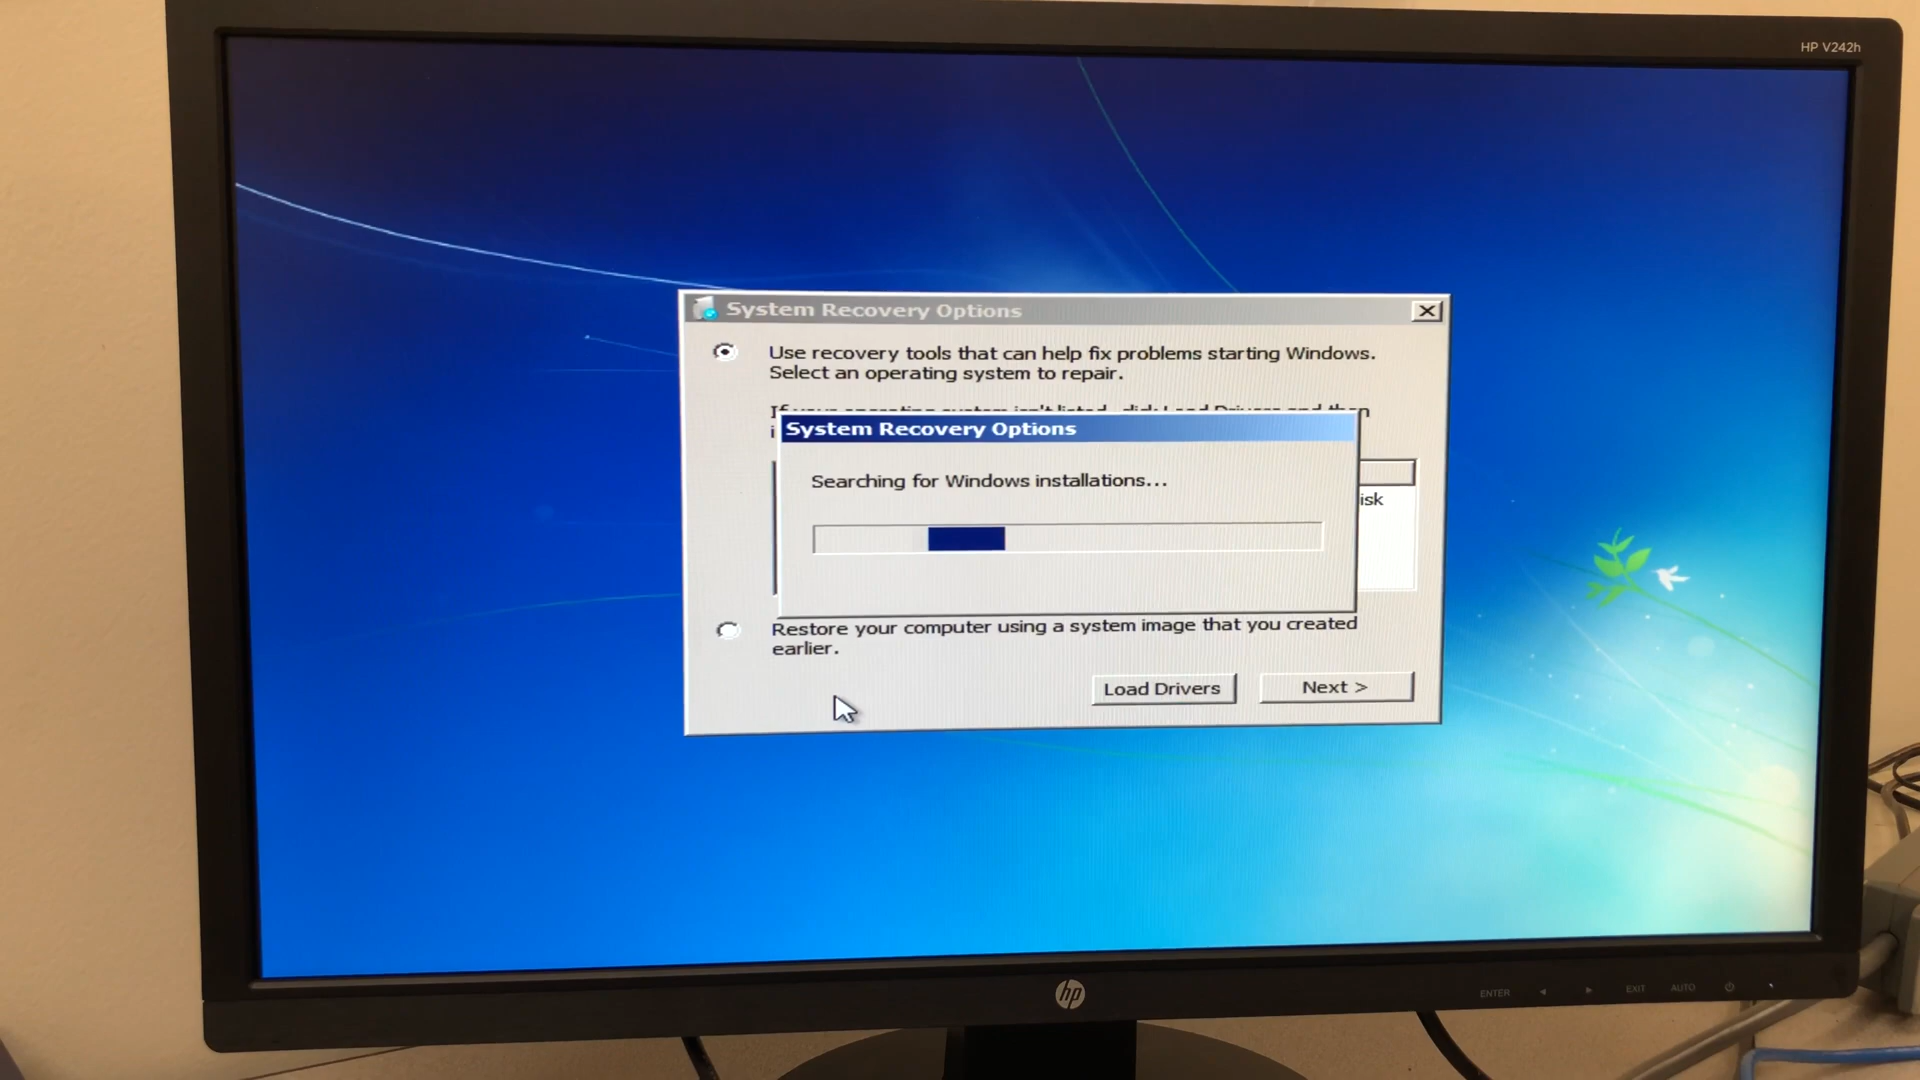 HP V242h
System Recovery Options
Use recovery tools that can help fix problems starting Windows.
Select an operating system to repair.
System Recovery Options
Searching for Windows installations...
isk
Restore your computer using a system image that you created
earlier.
Load Drivers
Next >
hp
ENTER
EXIT
AUTO